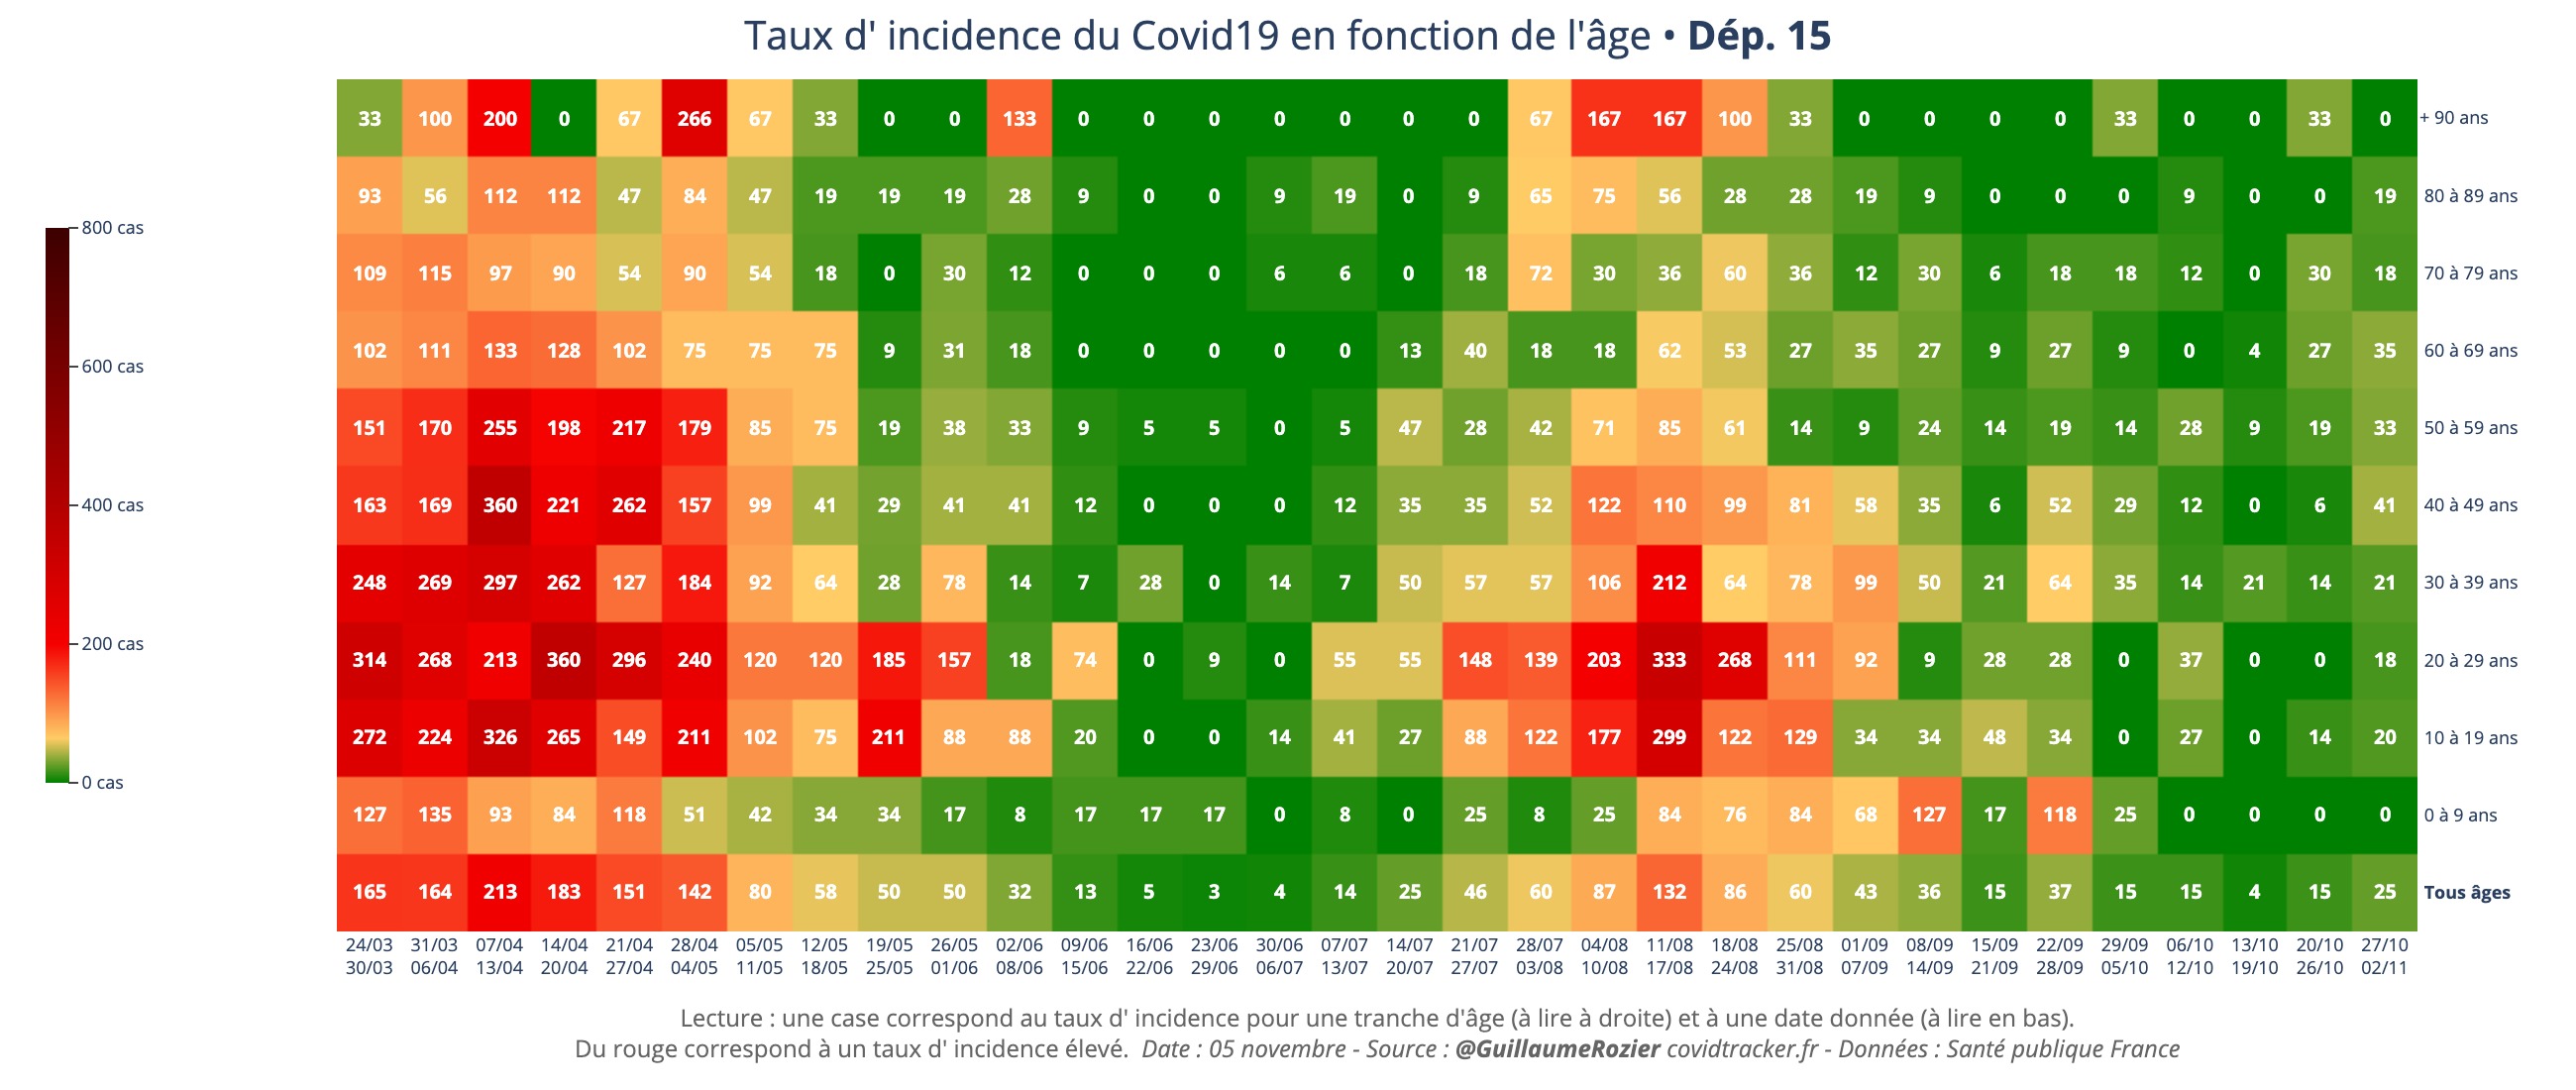 Taux d' incidence du Covid19 en fonction de l'âge • Dép. 15
800 cas
600 cas
400 cas
200 cas
0 cas
33 100 200 0 67 266 67 33 0 0 133 0 0 0 0 0 0 0 67 167 167 100 33 0 0 0 0 33 0 0 33 0 + 90 ans
93 56 112 112 47 84 47 19 19 19 28 9 0 0 9 19 0 9 65 75 56 28 28 19 9 0 0 0 9 0 0 19 80 à 89 ans
109 115 97 90 54 90 54 18 0 30 12 0 0 0 6 6 0 18 72 30 36 60 36 12 30 6 18 18 12 0 30 18 70 à 79 ans
102 111 133 128 102 75 75 75 9 31 18 0 0 0 0 0 13 40 18 18 62 53 27 35 27 9 27 9 0 4 27 35 60 à 69 ans
151 170 255 198 217 179 85 75 19 38 33 9 5 5 0 5 47 28 42 71 85 61 14 9 24 14 19 14 28 9 19 33 50 à 59 ans
163 169 360 221 262 157 99 41 29 41 41 12 0 0 0 12 35 35 52 122 110 99 81 58 35 6 52 29 12 0 6 41 40 à 49 ans
248 269 297 262 127 184 92 64 28 78 14 7 28 0 14 7 50 57 57 106 212 64 78 99 50 21 64 35 14 21 14 21 30 à 39 ans
314 268 213 360 296 240 120 120 185 157 18 74 0 9 0 55 55 148 139 203 333 268 111 92 9 28 28 0 37 0 0 18 20 à 29 ans
272 224 326 265 149 211 102 75 211 88 88 20 0 0 14 41 27 88 122 177 299 122 129 34 34 48 34 0 27 0 14 20 10 à 19 ans
127 135 93 84 118 51 42 34 34 17 8 17 17 17 0 8 0 25 8 25 84 76 84 68 127 17 118 25 0 0 0 0 0 à 9 ans
165 164 213 183 151 142 80 58 50 50 32 13 5 3 4 14 25 46 60 87 132 86 60 43 36 15 37 15 15 4 15 25 Tous âges
24/03 31/03 07/04 14/04 21/04 28/04 05/05 12/05 19/05 26/05 02/06 09/06 16/06 23/06 30/06 07/07 14/07 21/07 28/07 04/08 11/08 18/08 25/08 01/09 08/09 15/09 22/09 29/09 06/10 13/10 20/10 27/10
30/03 06/04 13/04 20/04 27/04 04/05 11/05 18/05 25/05 01/06 08/06 15/06 22/06 29/06 06/07 13/07 20/07 27/07 03/08 10/08 17/08 24/08 31/08 07/09 14/09 21/09 28/09 05/10 12/10 19/10 26/10 02/11
Lecture : une case correspond au taux d' incidence pour une tranche d'âge (à lire à droite) et à une date donnée (à lire en bas).
Du rouge correspond à un taux d' incidence élevé. Date : 05 novembre - Source : @GuillaumeRozier covidtracker.fr - Données : Santé publique France